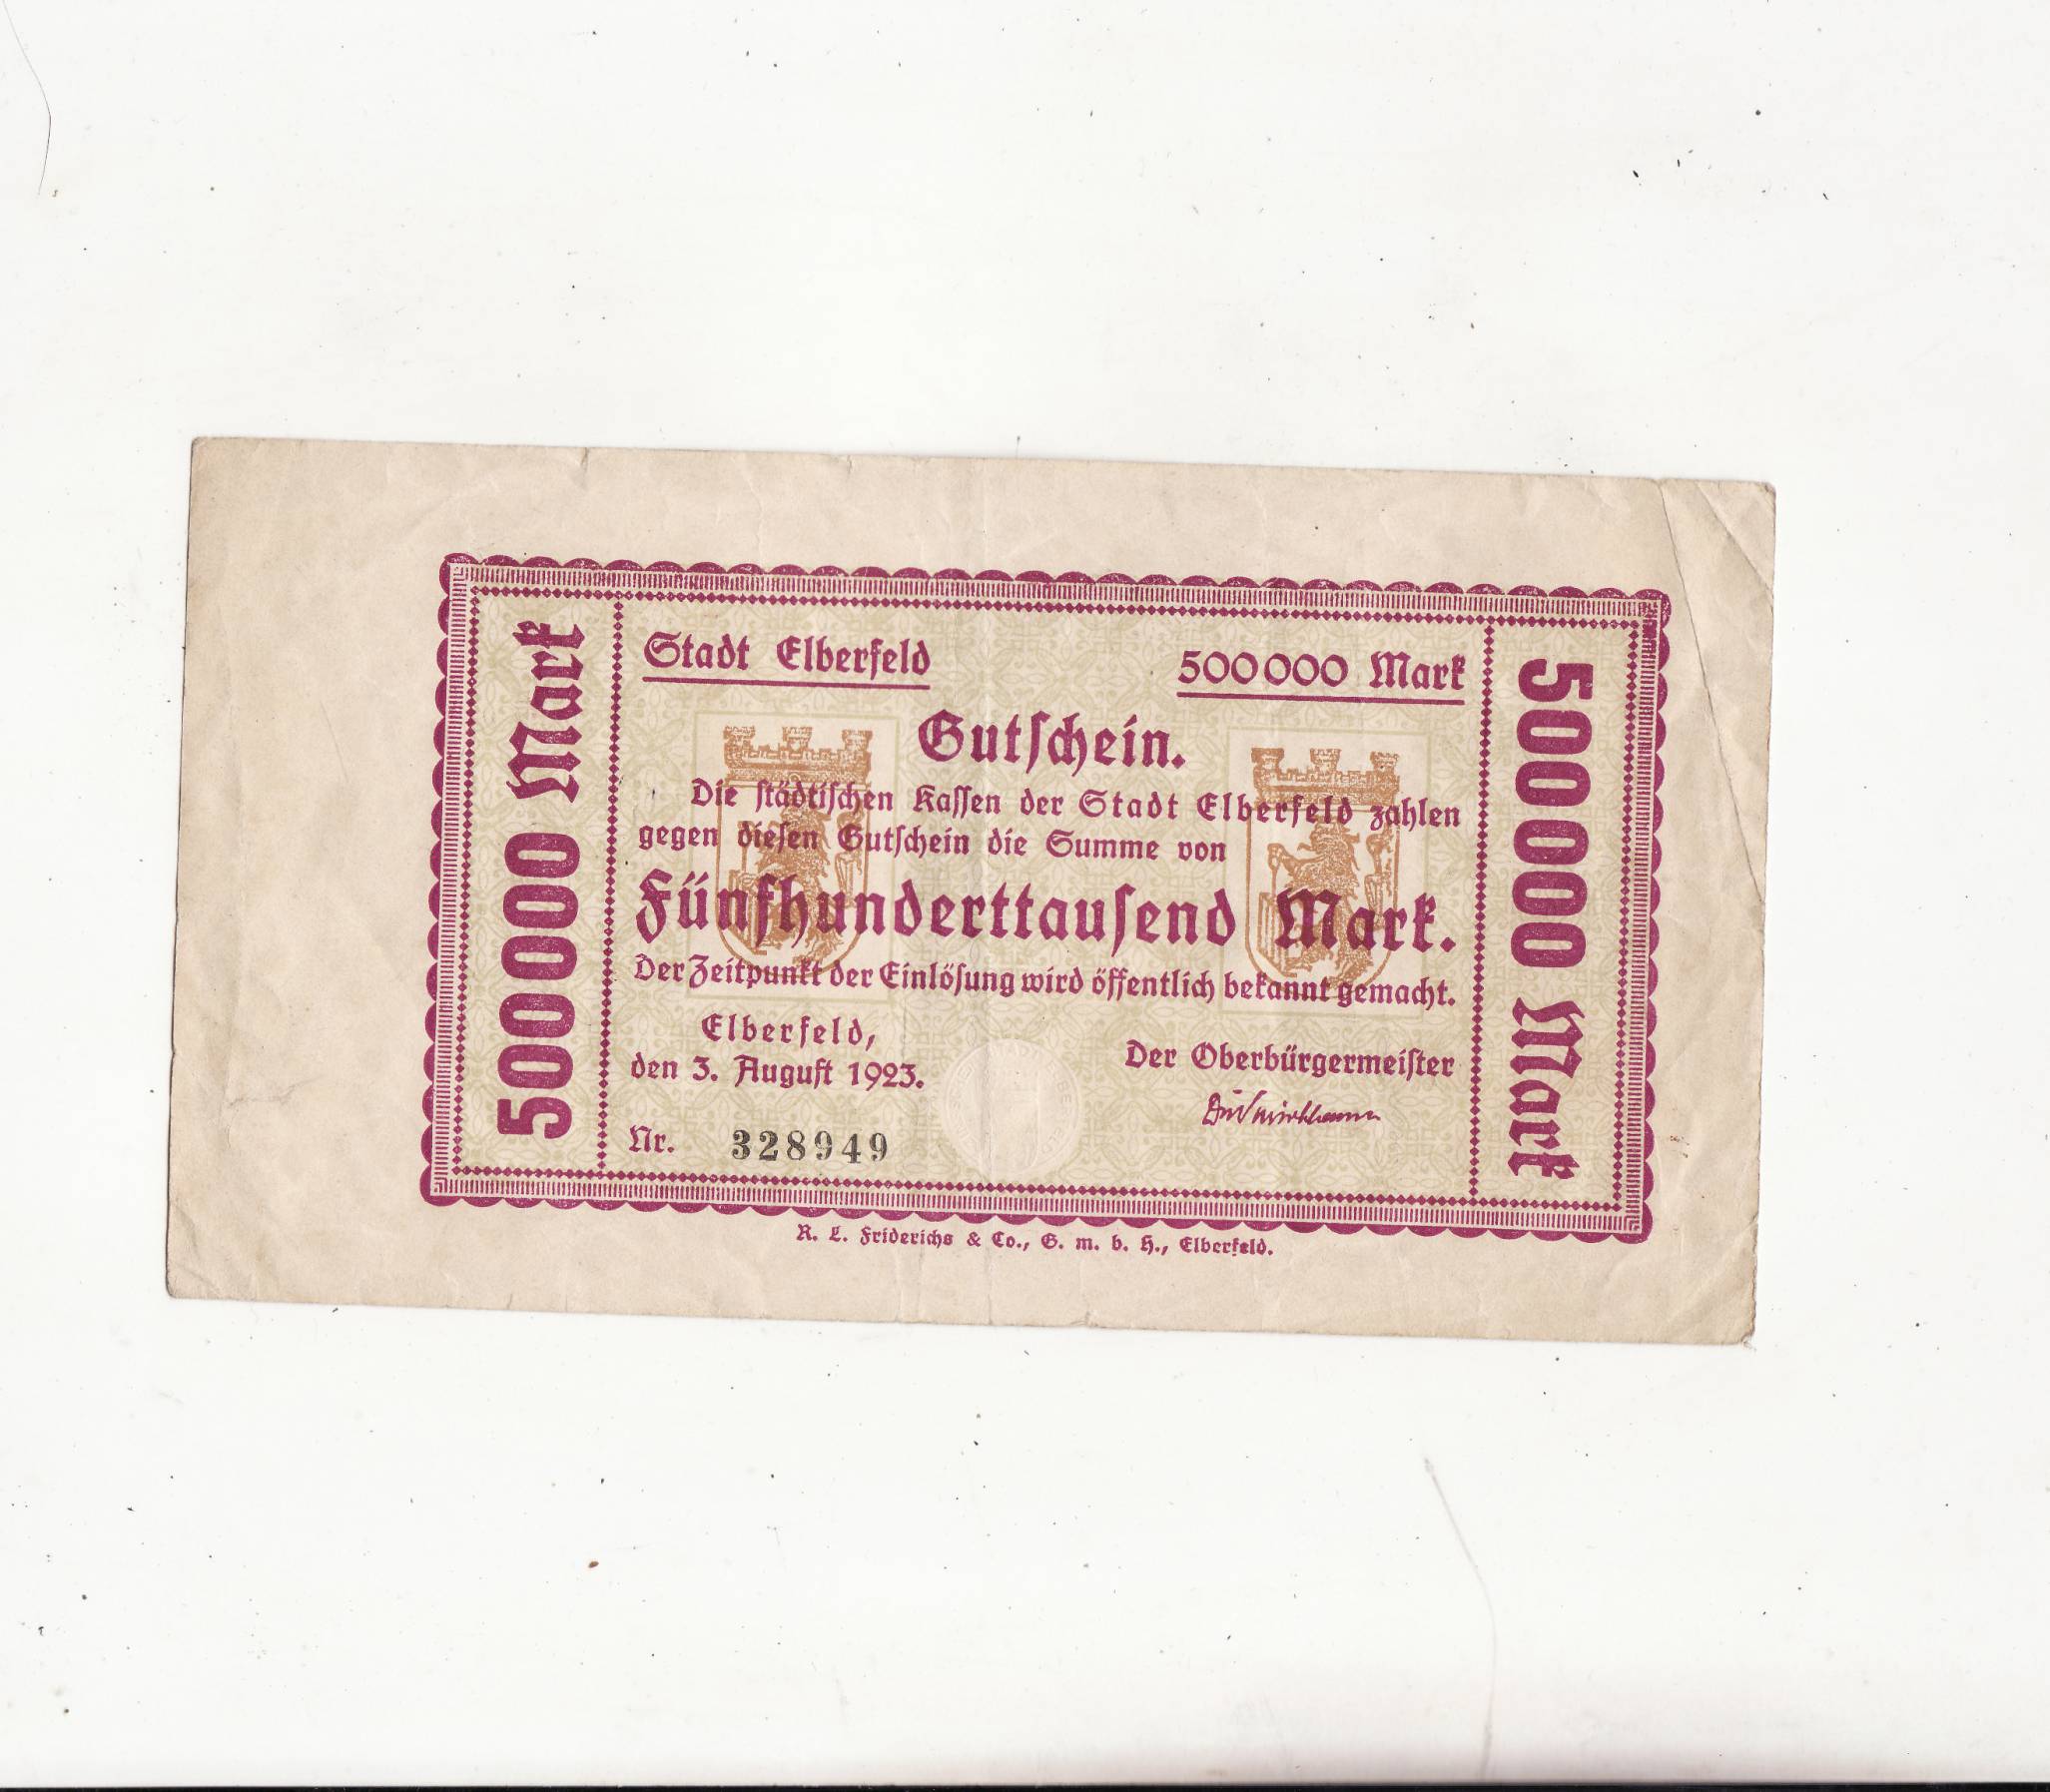 500000 Mark
Stadt Elberfeld
500000 Mark
Gutſchein.
Die ſtädtiſchen Kaſſen der Stadt Elberfeld zahlen
gegen dieſen Gutſchein die Summe von
Fünfhunderttauſend Mark.
Der Zeitpunkt der Einlöſung wird öffentlich bekannt gemacht.
Elberfeld,
den 3. Auguſt 1923.
Der Oberbürgermeiſter
Nr. 328949
500000 Mark
R. L. Friderichs & Co., G. m. b. H., Elberfeld.